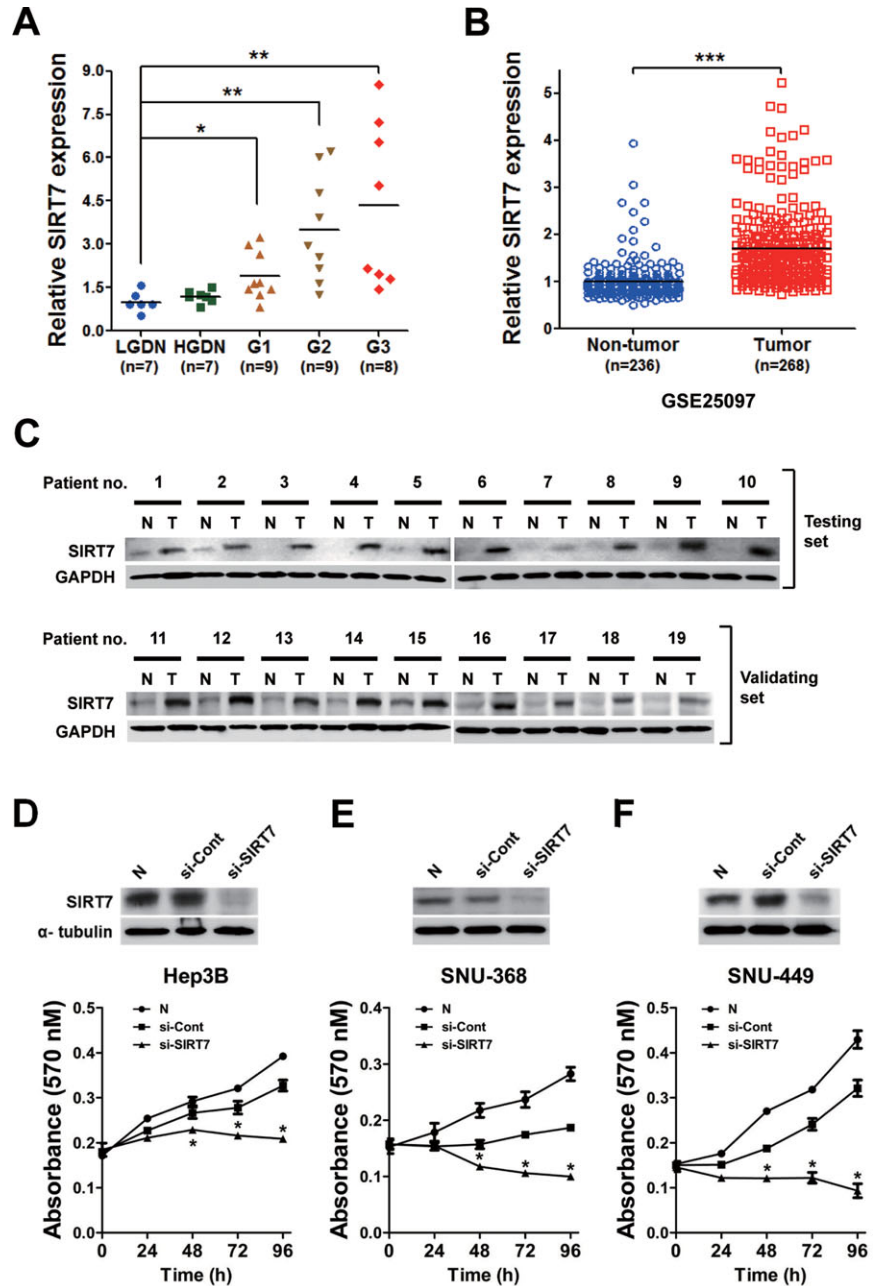 A
Relative SIRT7 expression
9.0
7.5
6.0
4.5
3.0
1.5
0.0
*
**
**
LGDN HGDN G1 G2 G3
(n=7) (n=7) (n=9) (n=9) (n=8)
B
Relative SIRT7 expression
5
4
3
2
1
0
***
Non-tumor Tumor
(n=236) (n=268)
GSE25097
C
Patient no. 1 2 3 4 5 6 7 8 9 10
N T N T N T N T N T N T N T N T N T N T
SIRT7
GAPDH
Testing
set
Patient no. 11 12 13 14 15 16 17 18 19
N T N T N T N T N T N T N T N T N T
SIRT7
GAPDH
Validating
set
D
N si-Cont si-SIRT7
SIRT7
α- tubulin
Hep3B
Absorbance (570 nM)
0.5
0.4
0.3
0.2
0.1
0.0
N
si-Cont
si-SIRT7
* * *
0 24 48 72 96
Time (h)
E
N si-Cont si-SIRT7
SNU-368
Absorbance (570 nM)
0.4
0.3
0.2
0.1
0.0
N
si-Cont
si-SIRT7
* * *
0 24 48 72 96
Time (h)
F
N si-Cont si-SIRT7
SNU-449
Absorbance (570 nM)
0.5
0.4
0.3
0.2
0.1
0.0
N
si-Cont
si-SIRT7
* * *
0 24 48 72 96
Time (h)